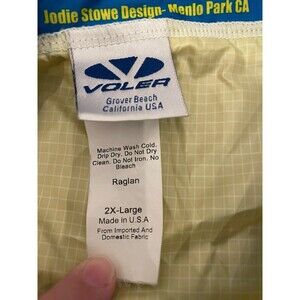 Jodie Stowe Design- Menlo Park CA
VOLER
Grover Beach
California USA
Machine Wash Cold.
Drip Dry. Do Not Dry
Clean. Do Not Iron. No
Bleach
Raglan
2X-Large
Made in U.S.A
From Imported And
Domestic Fabric